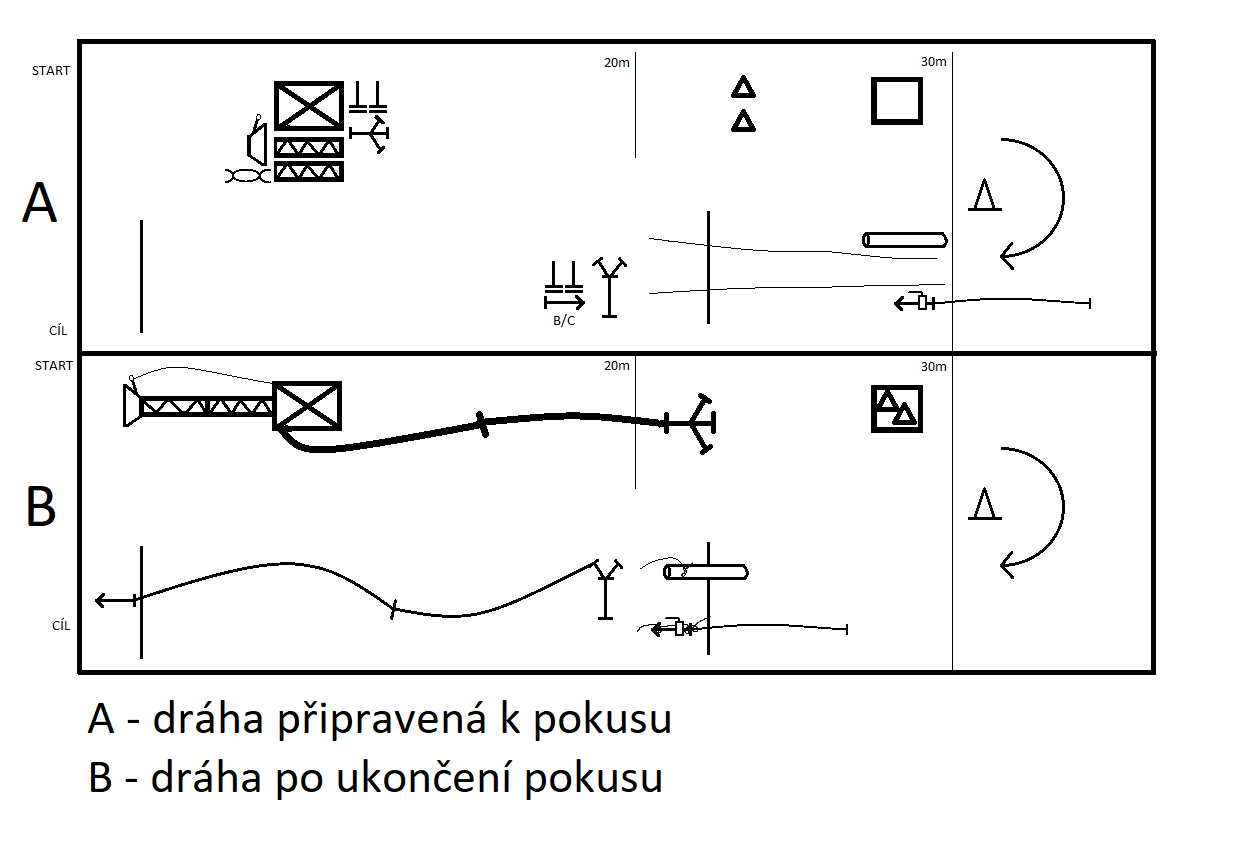 START
20m
30m
A
B/C
CÍL
START
20m
30m
B
CÍL
A - dráha připravená k pokusu
B - dráha po ukončení pokusu